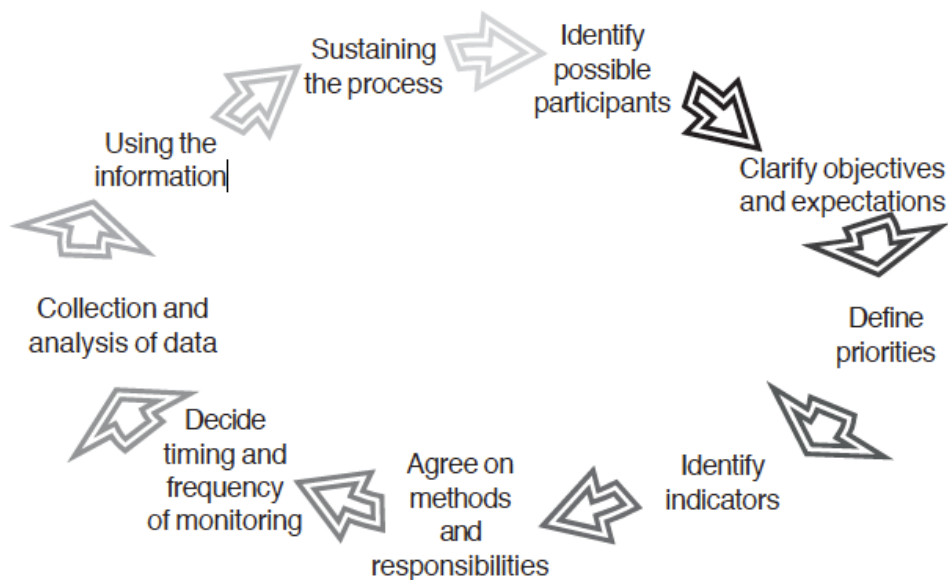 Sustaining
the process
Identify
possible
participants
Clarify objectives
and expectations
Define
priorities
Identify
indicators
Agree on
methods
and
responsibilities
Decide
timing and
frequency
of monitoring
Collection and
analysis of data
Using the
information